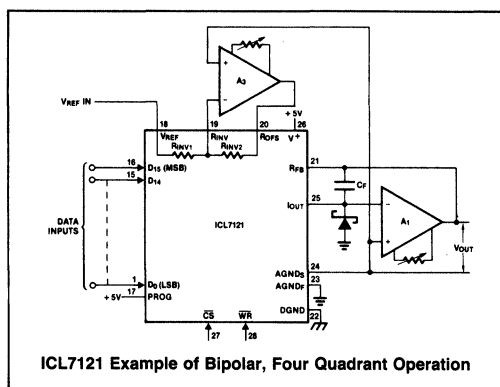 A3
+
−
VREF IN
+ 5V
18
19
20
26
VREF
RINV
ROFS
V+
RINV1
RINV2
16
D15 (MSB)
15
D14
RFB
21
CF
ICL7121
IOUT
25
−
A1
+
VOUT
DATA
INPUTS
AGNDS
24
1
D0 (LSB)
AGNDF
23
17
+ 5V
PROG
DGND
22
CS
WR
27
28
ICL7121 Example of Bipolar, Four Quadrant Operation